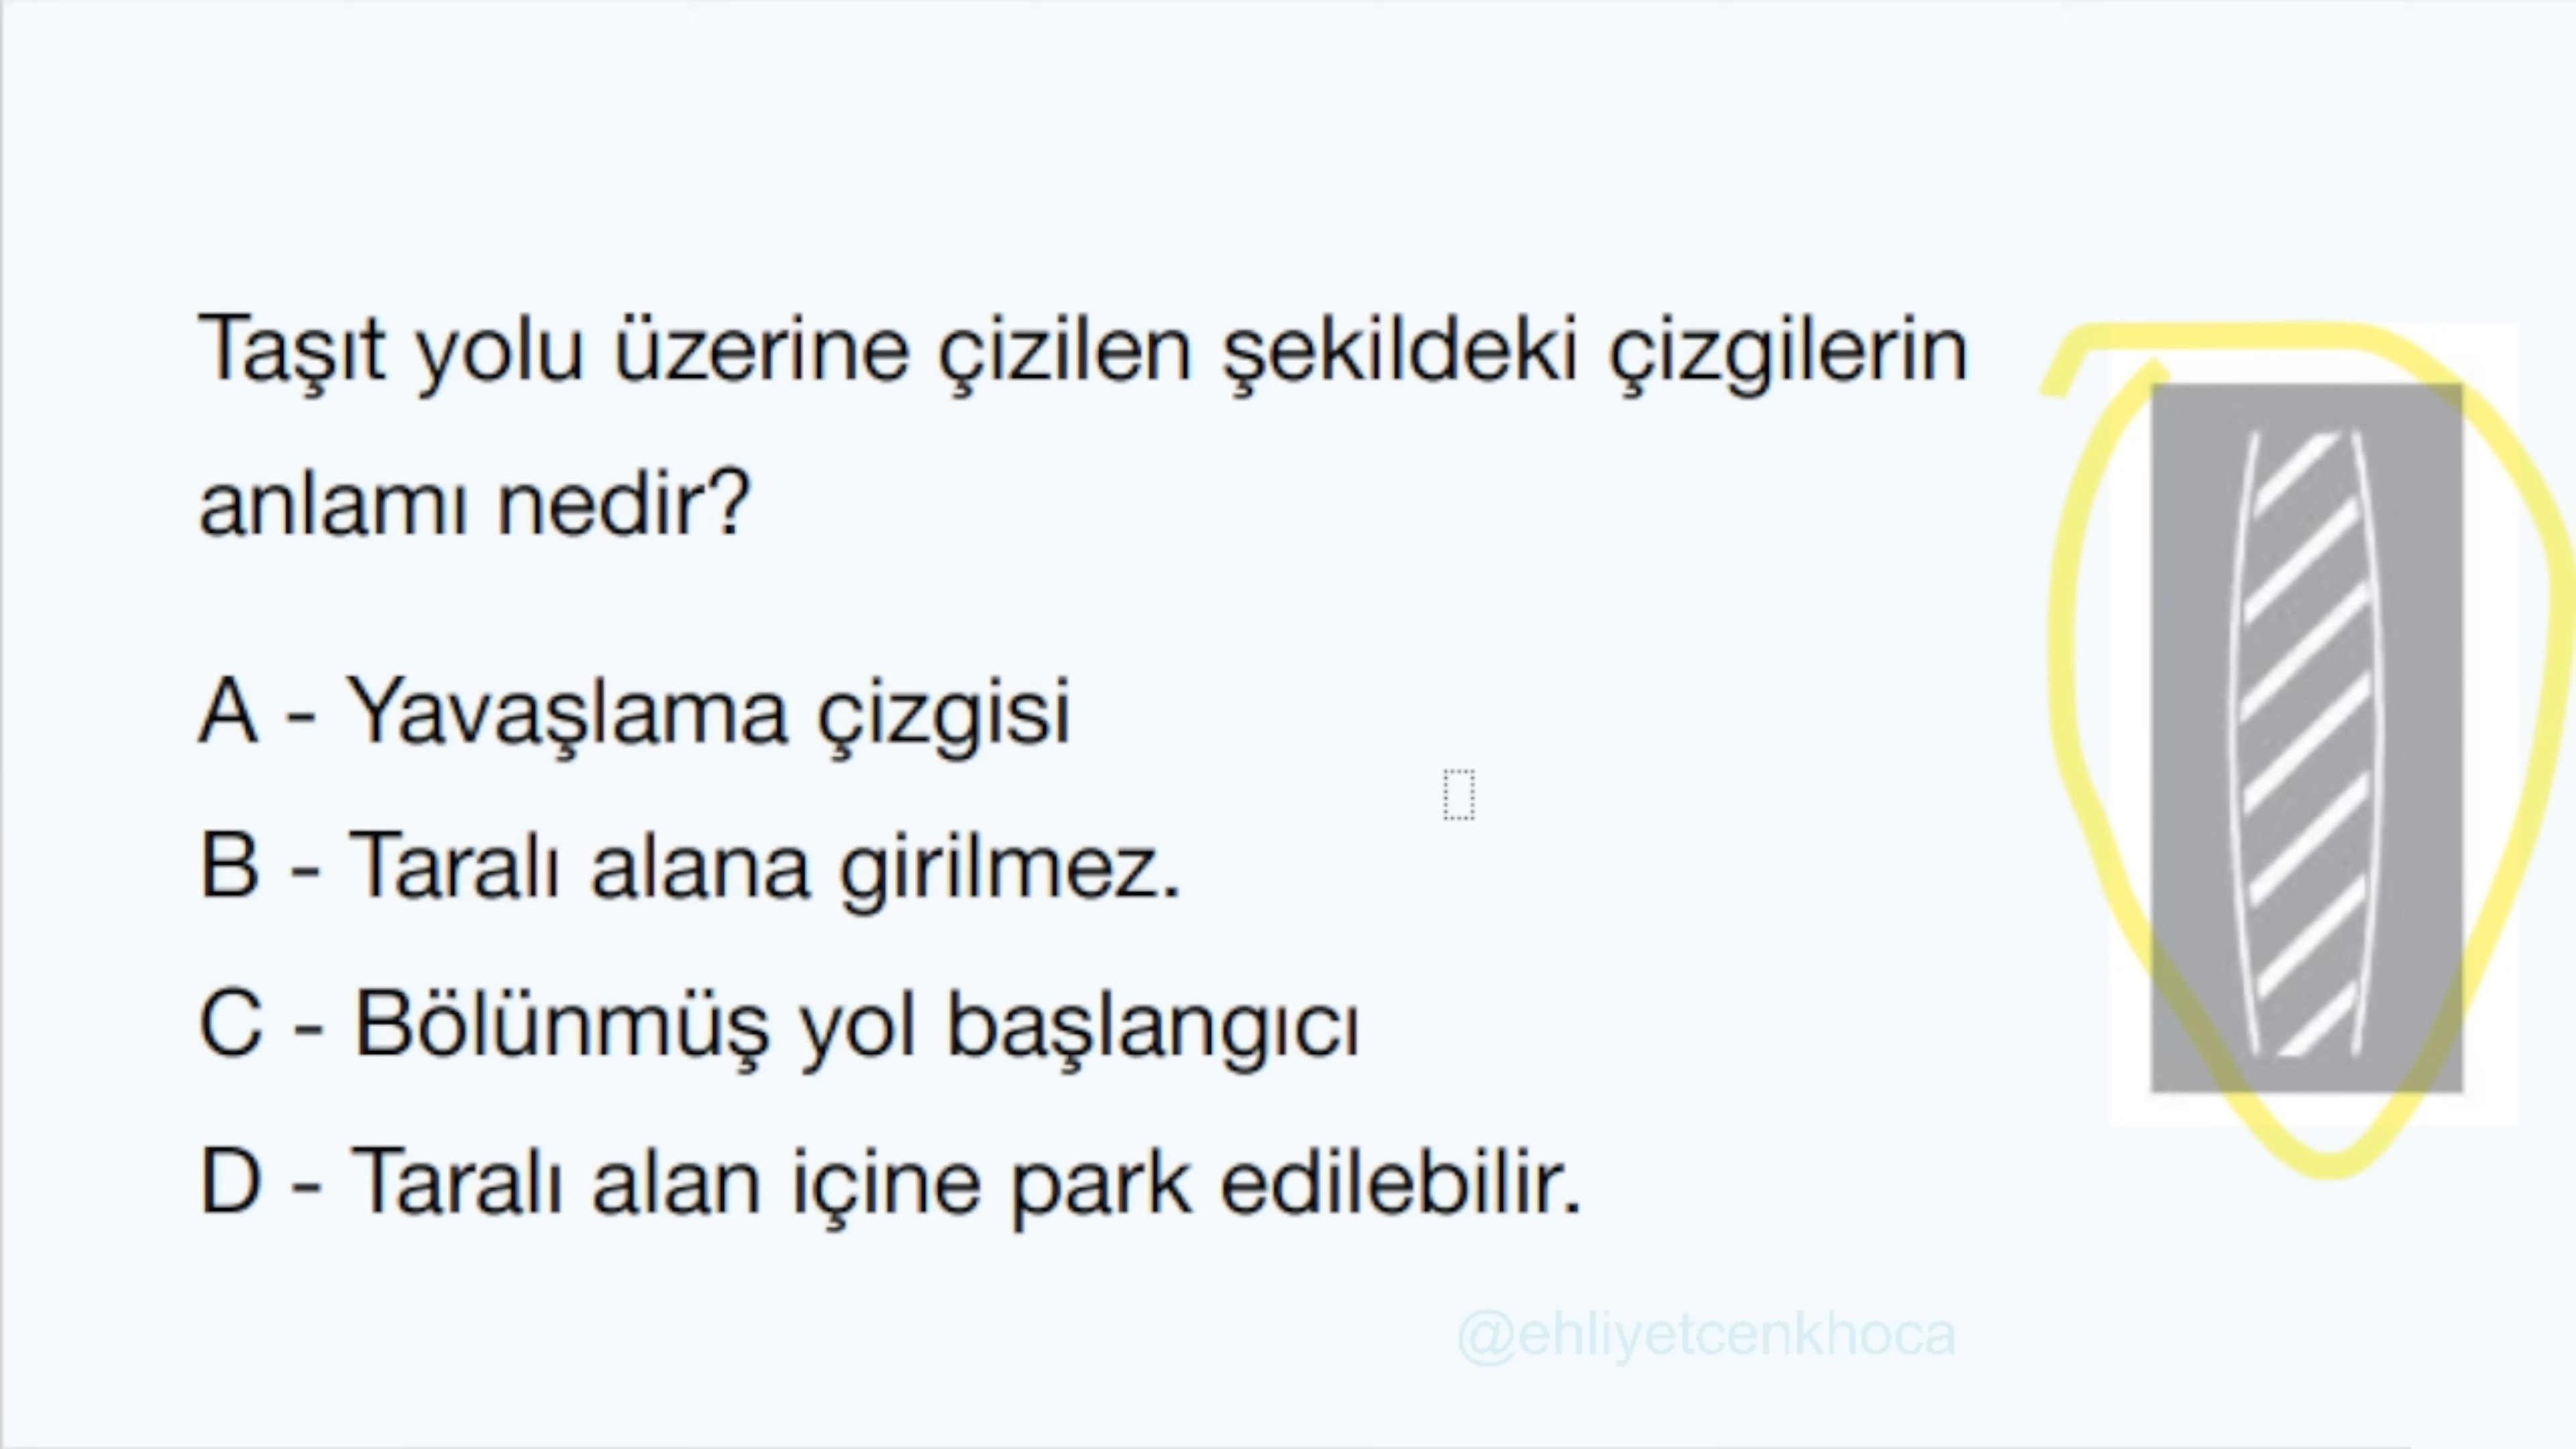 Taşıt yolu üzerine çizilen şekildeki çizgilerin
anlamı nedir?
A - Yavaşlama çizgisi
B - Taralı alana girilmez.
C - Bölünmüş yol başlangıcı
D - Taralı alan içine park edilebilir.
@ehliyetcenkhoca